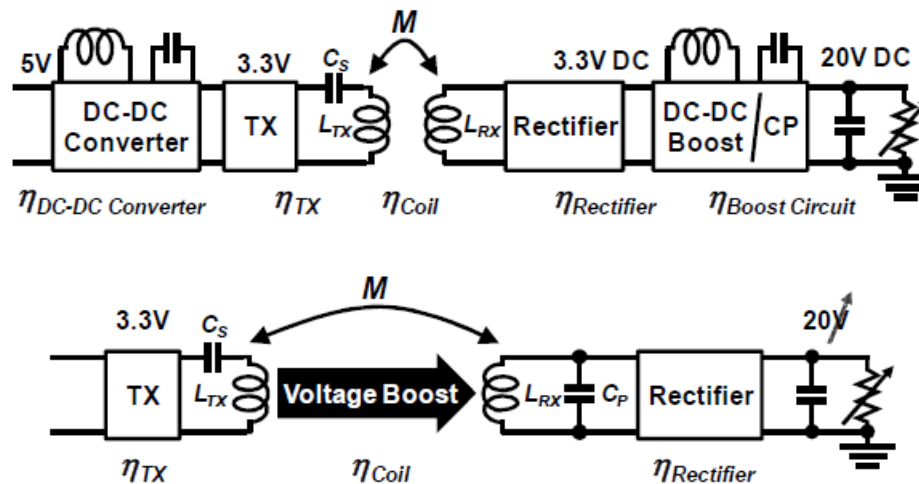 M
5V 3.3V C_S 3.3V DC 20V DC
DC-DC Converter TX L_TX L_RX Rectifier DC-DC Boost / CP
η_DC-DC Converter η_TX η_Coil η_Rectifier η_Boost Circuit
M
3.3V C_S 20V
TX L_TX Voltage Boost L_RX C_P Rectifier
η_TX η_Coil η_Rectifier